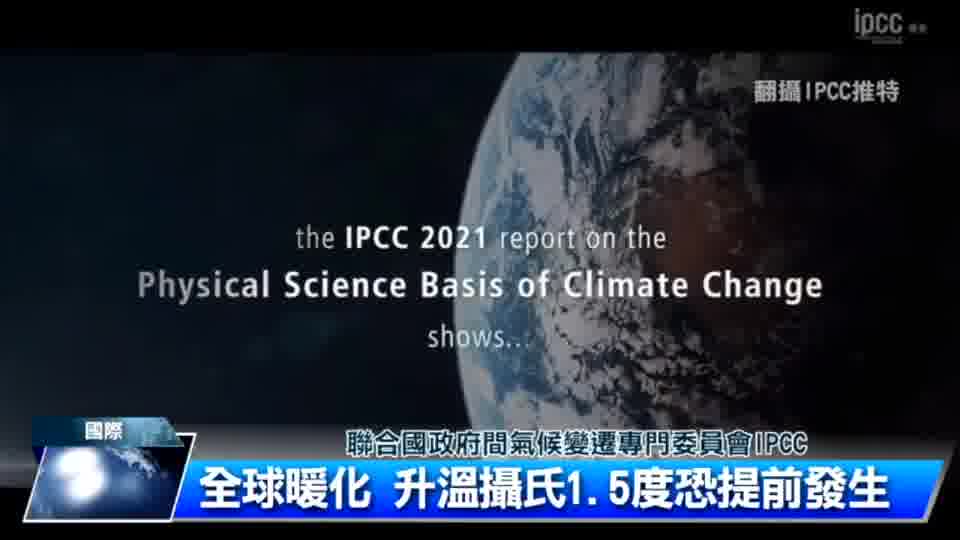 ipcc
翻攝IPCC推特
the IPCC 2021 report on the
Physical Science Basis of Climate Change
shows...
國際
聯合國政府間氣候變遷專門委員會IPCC
全球暖化 升溫攝氏1.5度恐提前發生